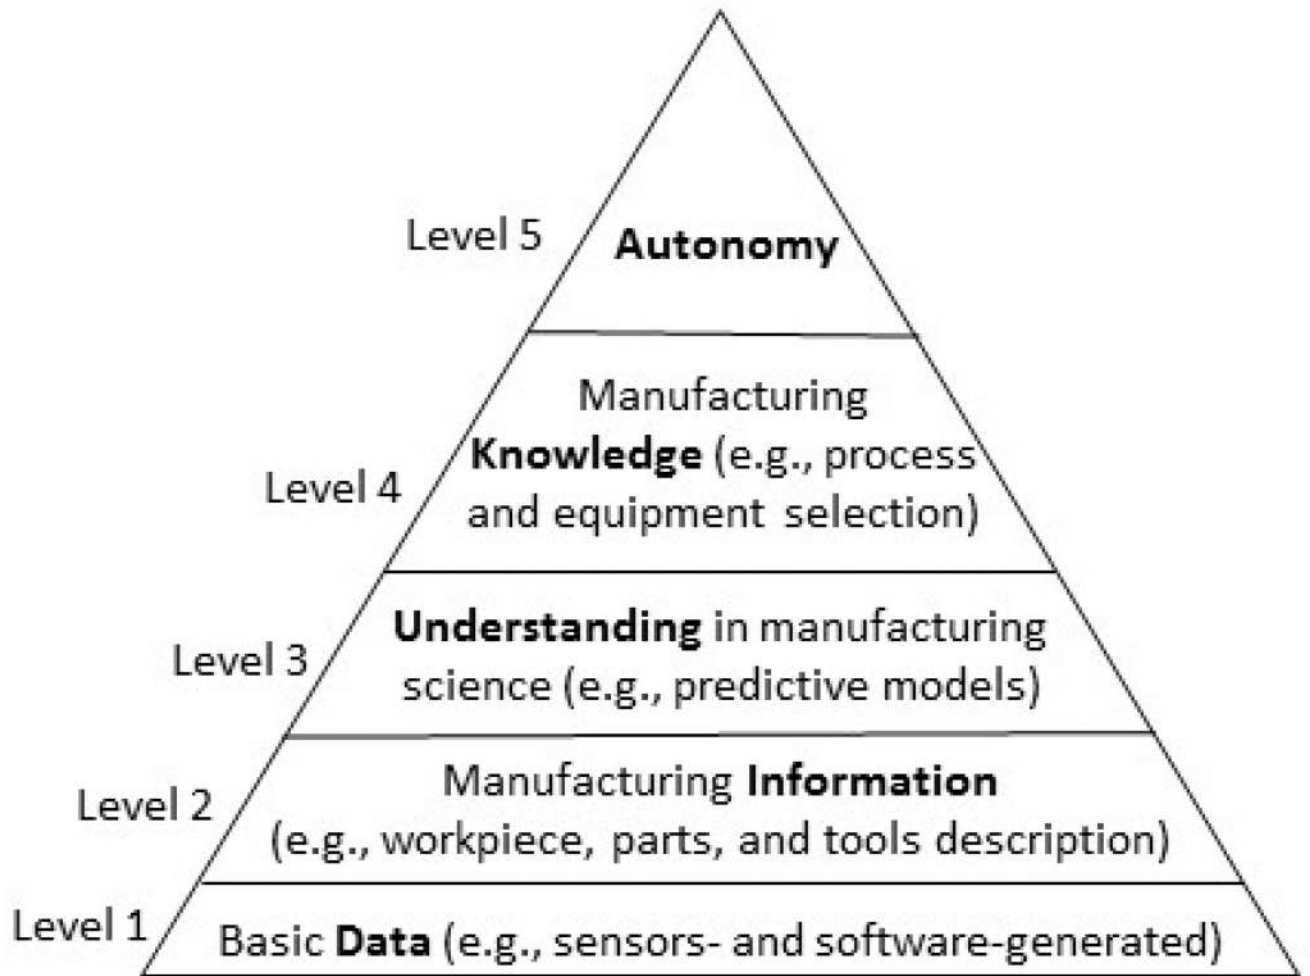 Level 5
Autonomy
Manufacturing
Knowledge (e.g., process
Level 4
and equipment selection)
Understanding in manufacturing
Level 3
science (e.g., predictive models)
Manufacturing Information
Level 2
(e.g., workpiece, parts, and tools description)
Level 1
Basic Data (e.g., sensors- and software-generated)